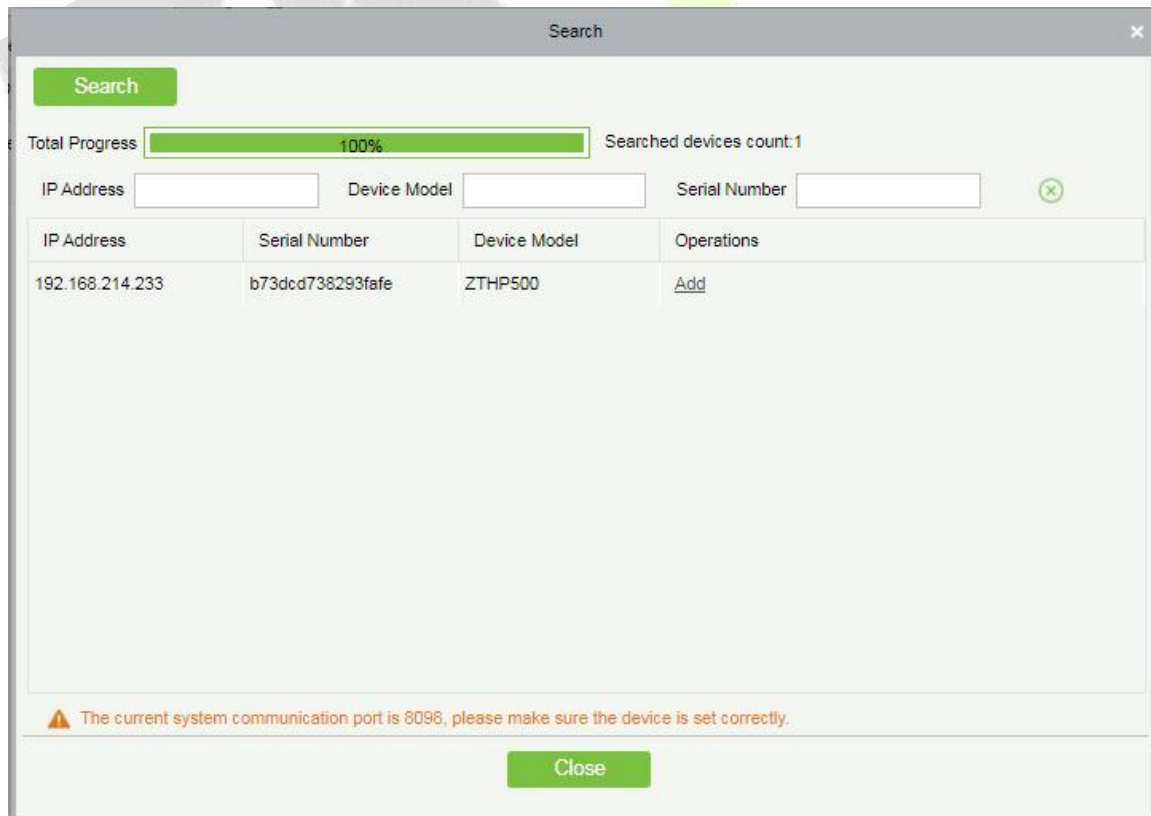 Search
Search
Total Progress 100% Searched devices count:1
IP Address Device Model Serial Number
IP Address Serial Number Device Model Operations
192.168.214.233 b73dcd738293fafe ZTHP500 Add
The current system communication port is 8098, please make sure the device is set correctly.
Close